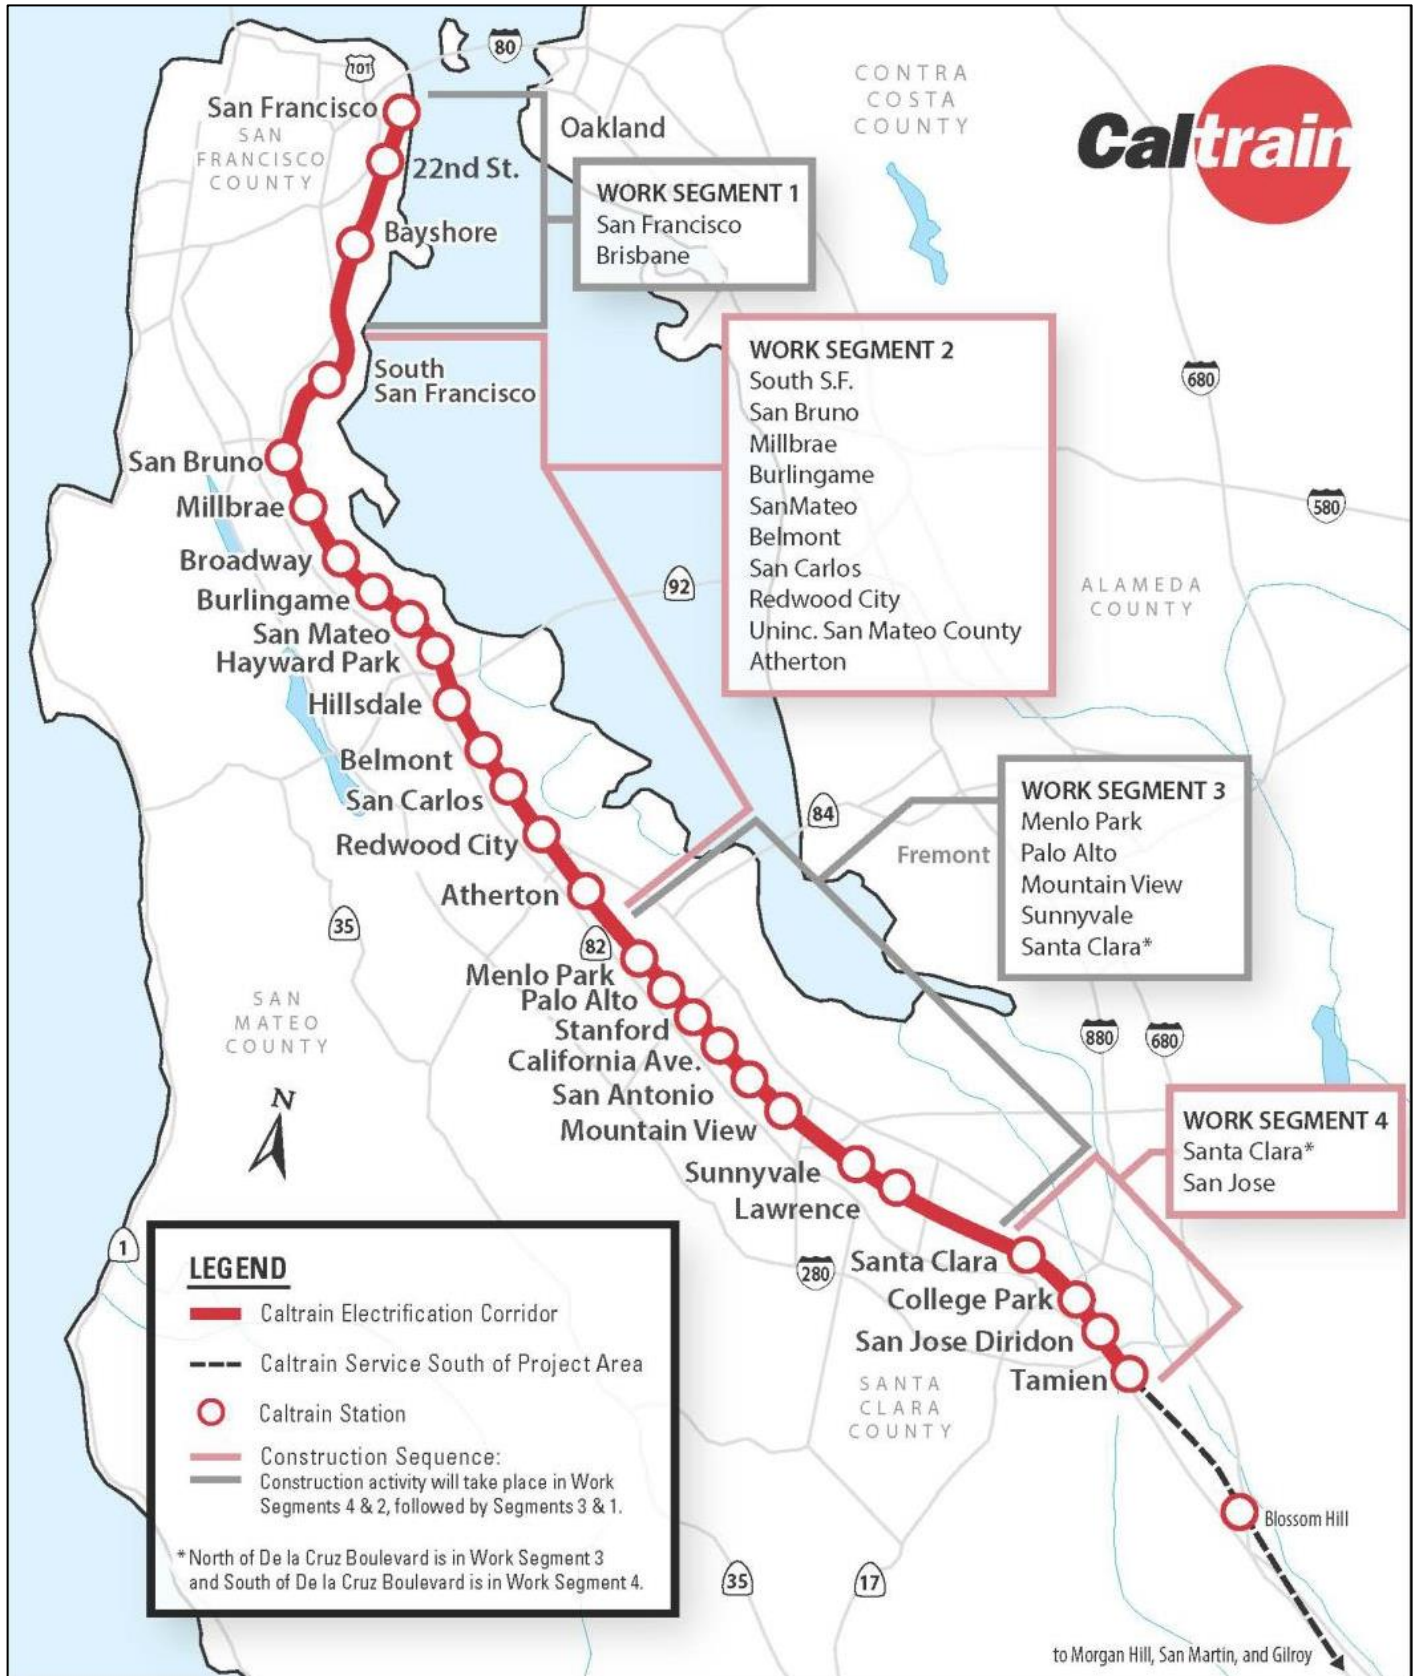 80
101
CONTRA
COSTA
COUNTY
Caltrain
San Francisco
SAN
FRANCISCO
COUNTY
Oakland
22nd St.
WORK SEGMENT 1
San Francisco
Brisbane
Bayshore
WORK SEGMENT 2
South S.F.
San Bruno
Millbrae
Burlingame
SanMateo
Belmont
San Carlos
Redwood City
Uninc. San Mateo County
Atherton
680
South
San Francisco
San Bruno
Millbrae
580
Broadway
92
ALAMEDA
COUNTY
Burlingame
San Mateo
Hayward Park
Hillsdale
Belmont
San Carlos
WORK SEGMENT 3
Menlo Park
Palo Alto
Mountain View
Sunnyvale
Santa Clara*
84
Redwood City
Fremont
Atherton
35
82
Menlo Park
Palo Alto
SAN
MATEO
COUNTY
Stanford
880
680
California Ave.
San Antonio
N
Mountain View
WORK SEGMENT 4
Santa Clara*
San Jose
Sunnyvale
Lawrence
1
280
Santa Clara
College Park
San Jose Diridon
Tamien
SANTA
CLARA
COUNTY
LEGEND
Caltrain Electrification Corridor
Caltrain Service South of Project Area
Caltrain Station
Construction Sequence:
Construction activity will take place in Work
Segments 4 & 2, followed by Segments 3 & 1.
* North of De la Cruz Boulevard is in Work Segment 3
and South of De la Cruz Boulevard is in Work Segment 4.
Blossom Hill
35
17
to Morgan Hill, San Martin, and Gilroy